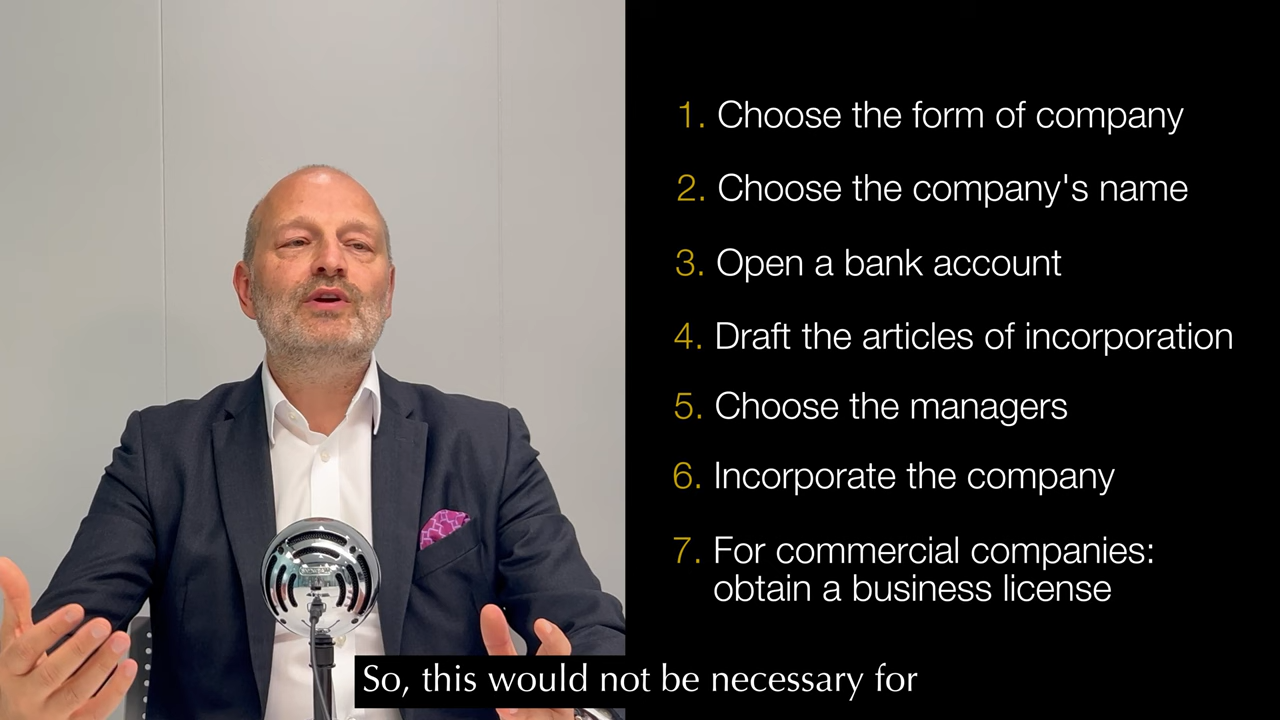 1. Choose the form of company
2. Choose the company's name
3. Open a bank account
4. Draft the articles of incorporation
5. Choose the managers
6. Incorporate the company
7. For commercial companies:
obtain a business license
So, this would not be necessary for